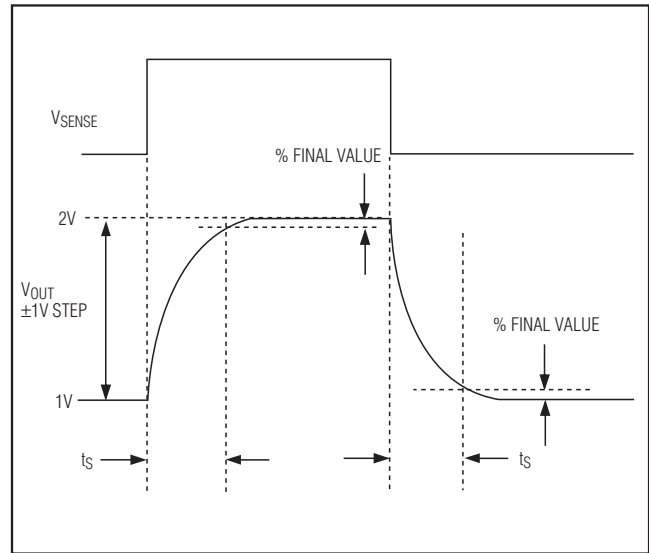 VSENSE
% FINAL VALUE
2V
VOUT
±1V STEP
% FINAL VALUE
1V
tS
tS